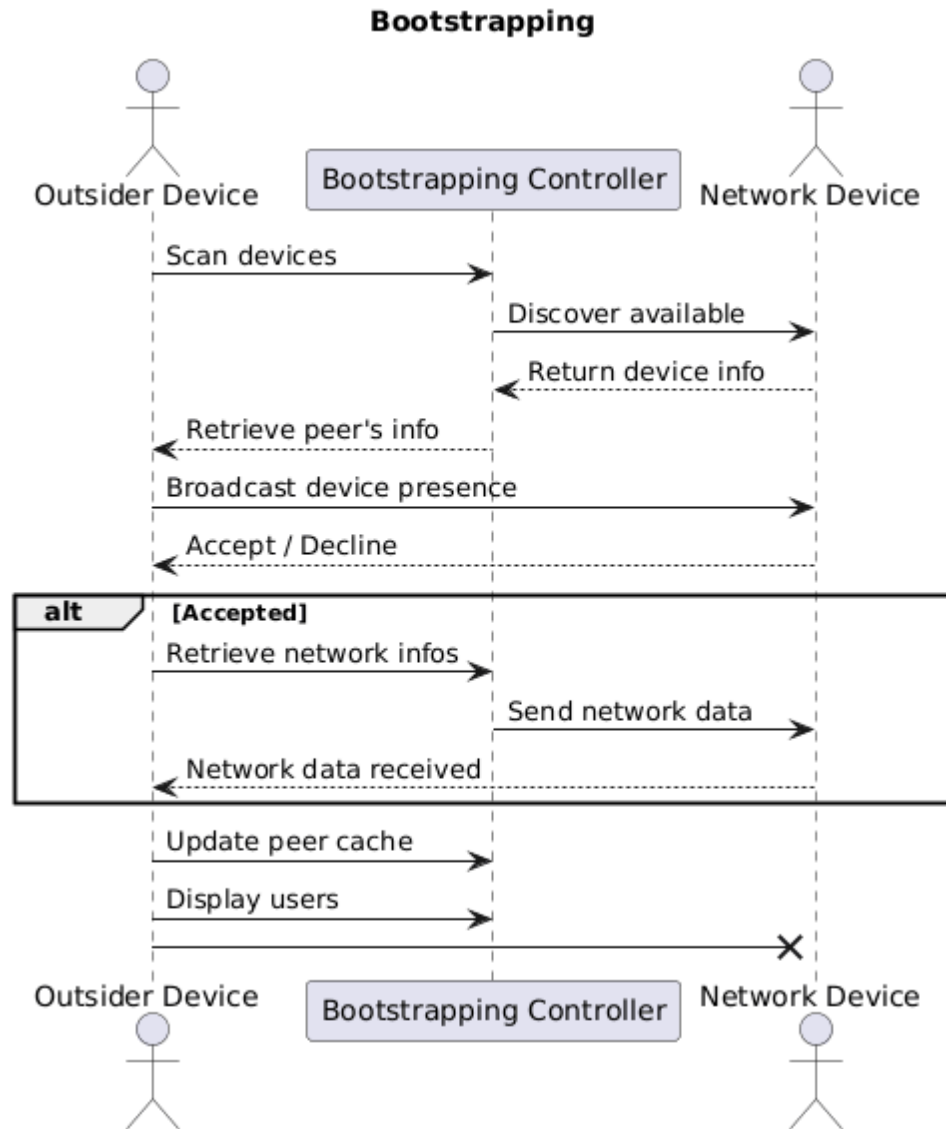 Bootstrapping
Outsider Device
Bootstrapping Controller
Network Device
Scan devices
Discover available
Return device info
Retrieve peer's info
Broadcast device presence
Accept / Decline
alt
[Accepted]
Retrieve network infos
Send network data
Network data received
Update peer cache
Display users
Outsider Device
Bootstrapping Controller
Network Device